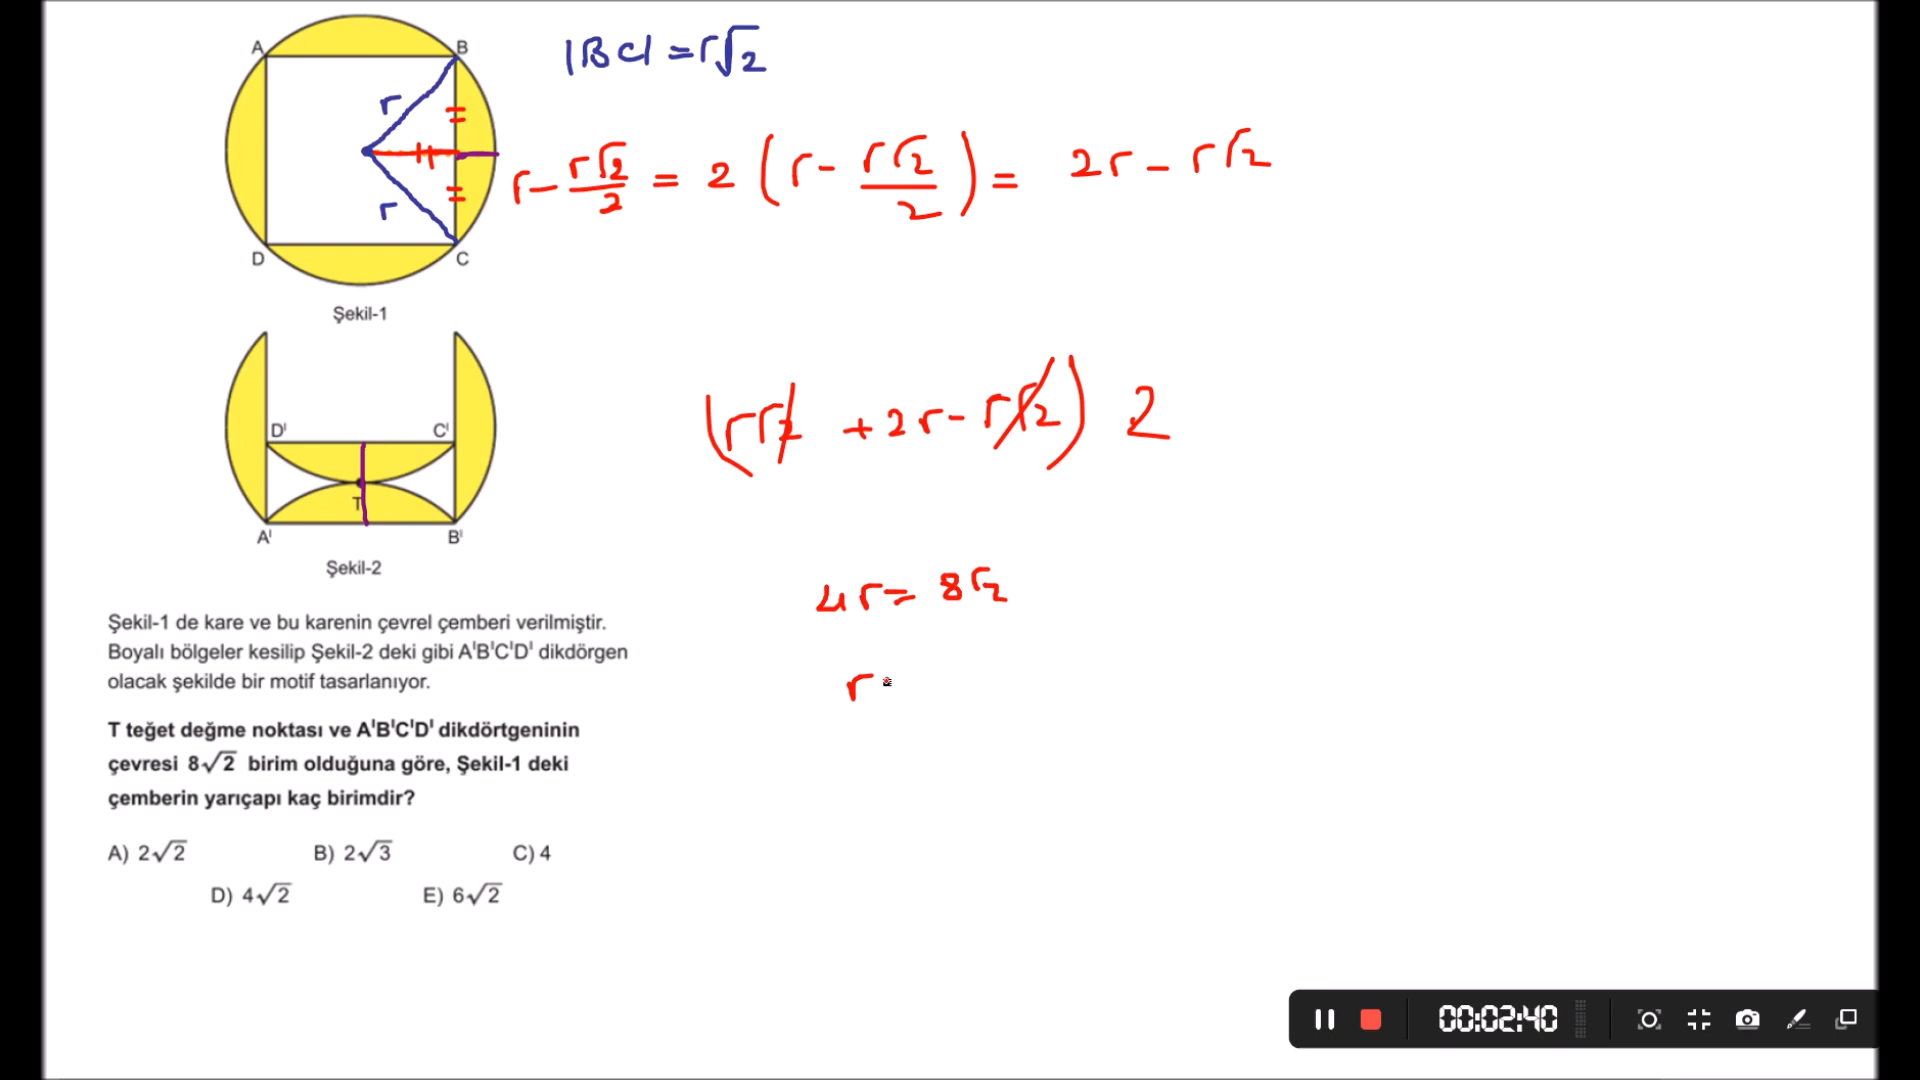 A B |BC| = r√2
r
r - r√2/2 = 2 (r - r√2/2) = 2r - r√2
r
D C
Şekil-1
D' C'
(r√2 + 2r - r√2) 2
T
A' B'
Şekil-2
4r = 8√2
Şekil-1 de kare ve bu karenin çevrel çemberi verilmiştir.
Boyalı bölgeler kesilip Şekil-2 deki gibi A'B'C'D' dikdörgen
olacak şekilde bir motif tasarlanıyor.
r
T teğet değme noktası ve A'B'C'D' dikdörtgeninin
çevresi 8√2 birim olduğuna göre, Şekil-1 deki
çemberin yarıçapı kaç birimdir?
A) 2√2 B) 2√3 C) 4
D) 4√2 E) 6√2
00:02:40